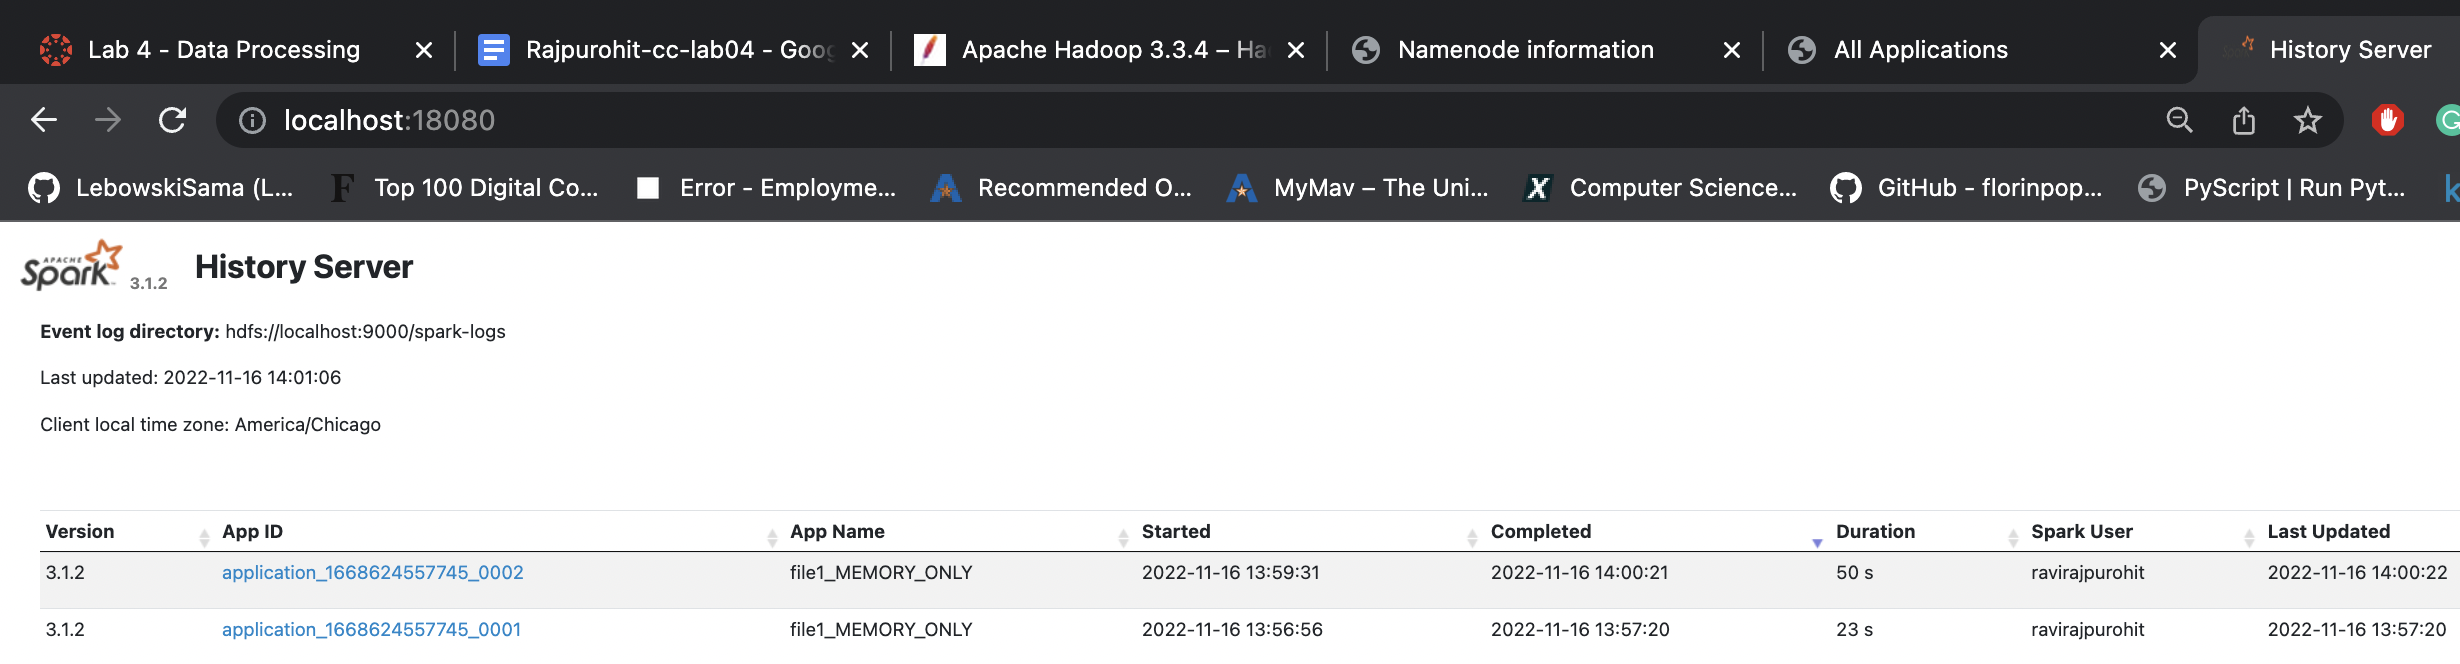 Lab 4 - Data Processing Rajpurohit-cc-lab04 - Goog Apache Hadoop 3.3.4 – Ha Namenode information All Applications History Server
localhost:18080
LebowskiSama (L... Top 100 Digital Co... Error - Employme... Recommended O... MyMav – The Uni... Computer Science... GitHub - florinpop... PyScript | Run Pyt...
APACHE
Spark 3.1.2 History Server
Event log directory: hdfs://localhost:9000/spark-logs
Last updated: 2022-11-16 14:01:06
Client local time zone: America/Chicago
Version App ID App Name Started Completed Duration Spark User Last Updated
3.1.2 application_1668624557745_0002 file1_MEMORY_ONLY 2022-11-16 13:59:31 2022-11-16 14:00:21 50 s ravirajpurohit 2022-11-16 14:00:22
3.1.2 application_1668624557745_0001 file1_MEMORY_ONLY 2022-11-16 13:56:56 2022-11-16 13:57:20 23 s ravirajpurohit 2022-11-16 13:57:20